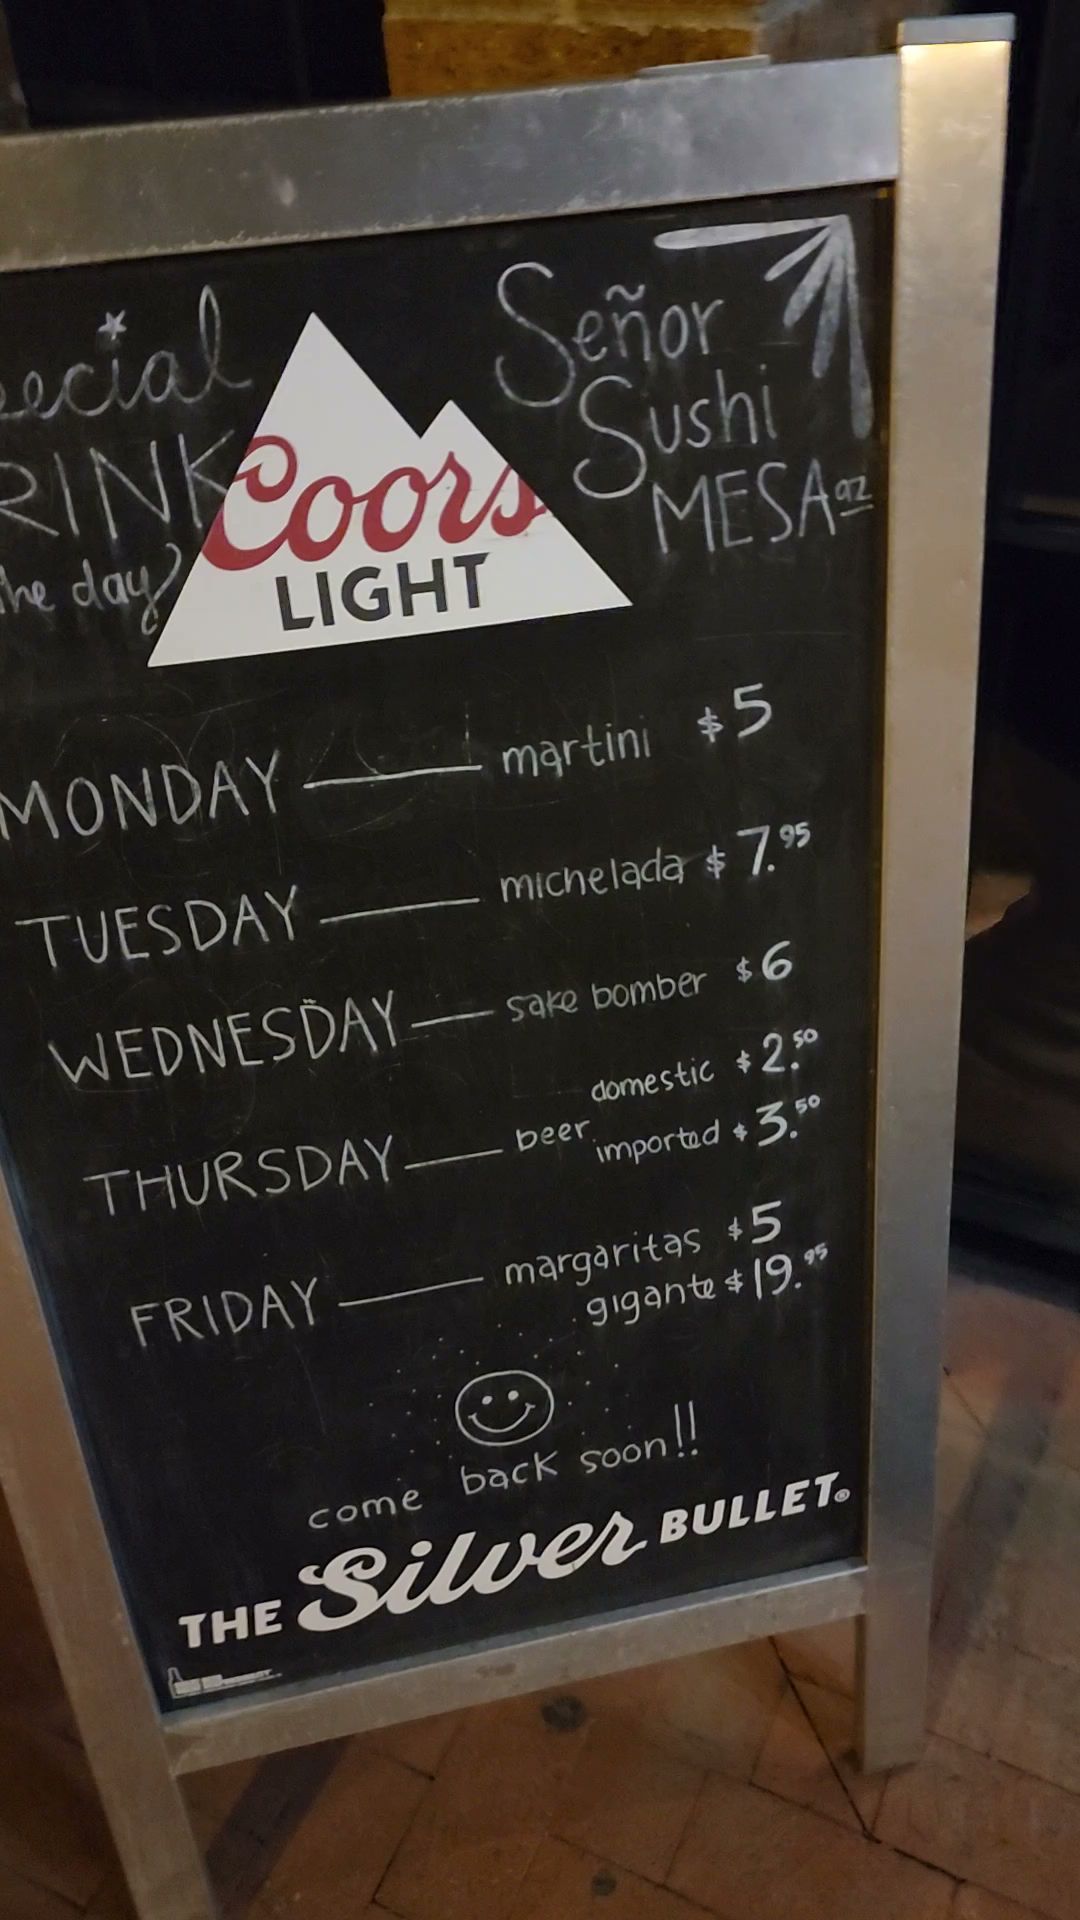 ecial
RINK
the day
Coors
LIGHT
Señor
Sushi
MESA az
MONDAY martini $5
TUESDAY michelada $7.95
WEDNESDAY sake bomber $6
THURSDAY beer domestic $2.50
imported $3.50
FRIDAY margaritas $5
gigante $19.95
come back soon!!
THE Silver BULLET®